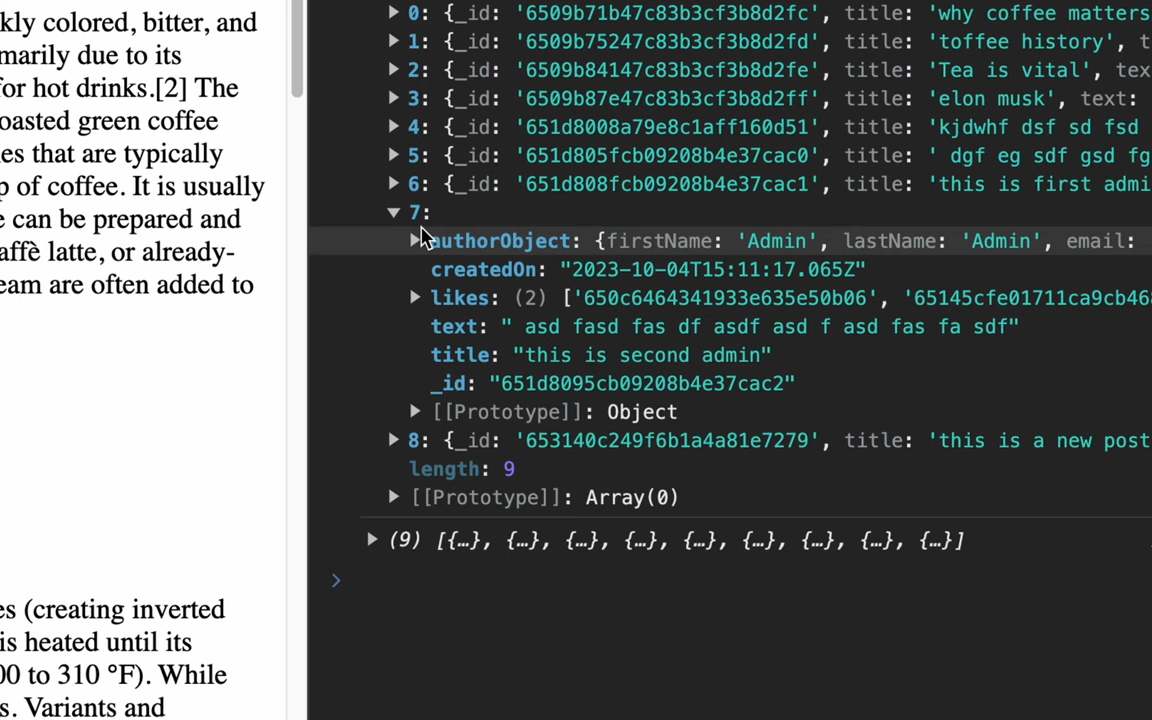 kly colored, bitter, and
marily due to its
for hot drinks.[2] The
oasted green coffee
es that are typically
p of coffee. It is usually
e can be prepared and
affè latte, or already-
eam are often added to
es (creating inverted
is heated until its
00 to 310 °F). While
s. Variants and
0: {_id: '6509b71b47c83b3cf3b8d2fc', title: 'why coffee matters
1: {_id: '6509b75247c83b3cf3b8d2fd', title: 'toffee history', t
2: {_id: '6509b84147c83b3cf3b8d2fe', title: 'Tea is vital', tex
3: {_id: '6509b87e47c83b3cf3b8d2ff', title: 'elon musk', text:
4: {_id: '651d8008a79e8c1aff160d51', title: 'kjdwhf dsf sd fsd
5: {_id: '651d805fcb09208b4e37cac0', title: ' dgf eg sdf gsd fg
6: {_id: '651d808fcb09208b4e37cac1', title: 'this is first admi
7:
authorObject: {firstName: 'Admin', lastName: 'Admin', email:
createdOn: "2023-10-04T15:11:17.065Z"
likes: (2) ['650c6464341933e635e50b06', '65145cfe01711ca9cb468
text: " asd fasd fas df asdf asd f asd fas fa sdf"
title: "this is second admin"
_id: "651d8095cb09208b4e37cac2"
[[Prototype]]: Object
8: {_id: '653140c249f6b1a4a81e7279', title: 'this is a new post
length: 9
[[Prototype]]: Array(0)
(9) [{…}, {…}, {…}, {…}, {…}, {…}, {…}, {…}, {…}]